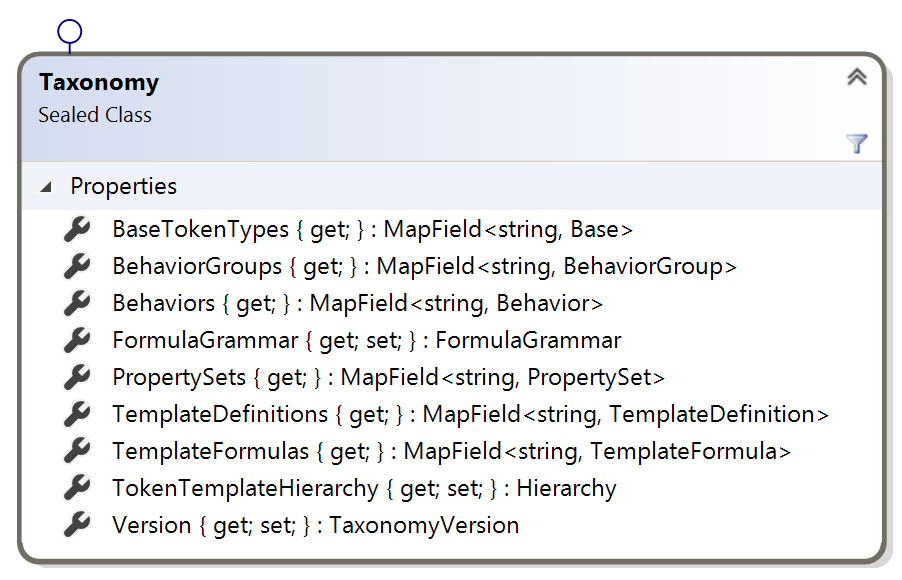 Taxonomy
Sealed Class
Properties
BaseTokenTypes { get; } : MapField<string, Base>
BehaviorGroups { get; } : MapField<string, BehaviorGroup>
Behaviors { get; } : MapField<string, Behavior>
FormulaGrammar { get; set; } : FormulaGrammar
PropertySets { get; } : MapField<string, PropertySet>
TemplateDefinitions { get; } : MapField<string, TemplateDefinition>
TemplateFormulas { get; } : MapField<string, TemplateFormula>
TokenTemplateHierarchy { get; set; } : Hierarchy
Version { get; set; } : TaxonomyVersion